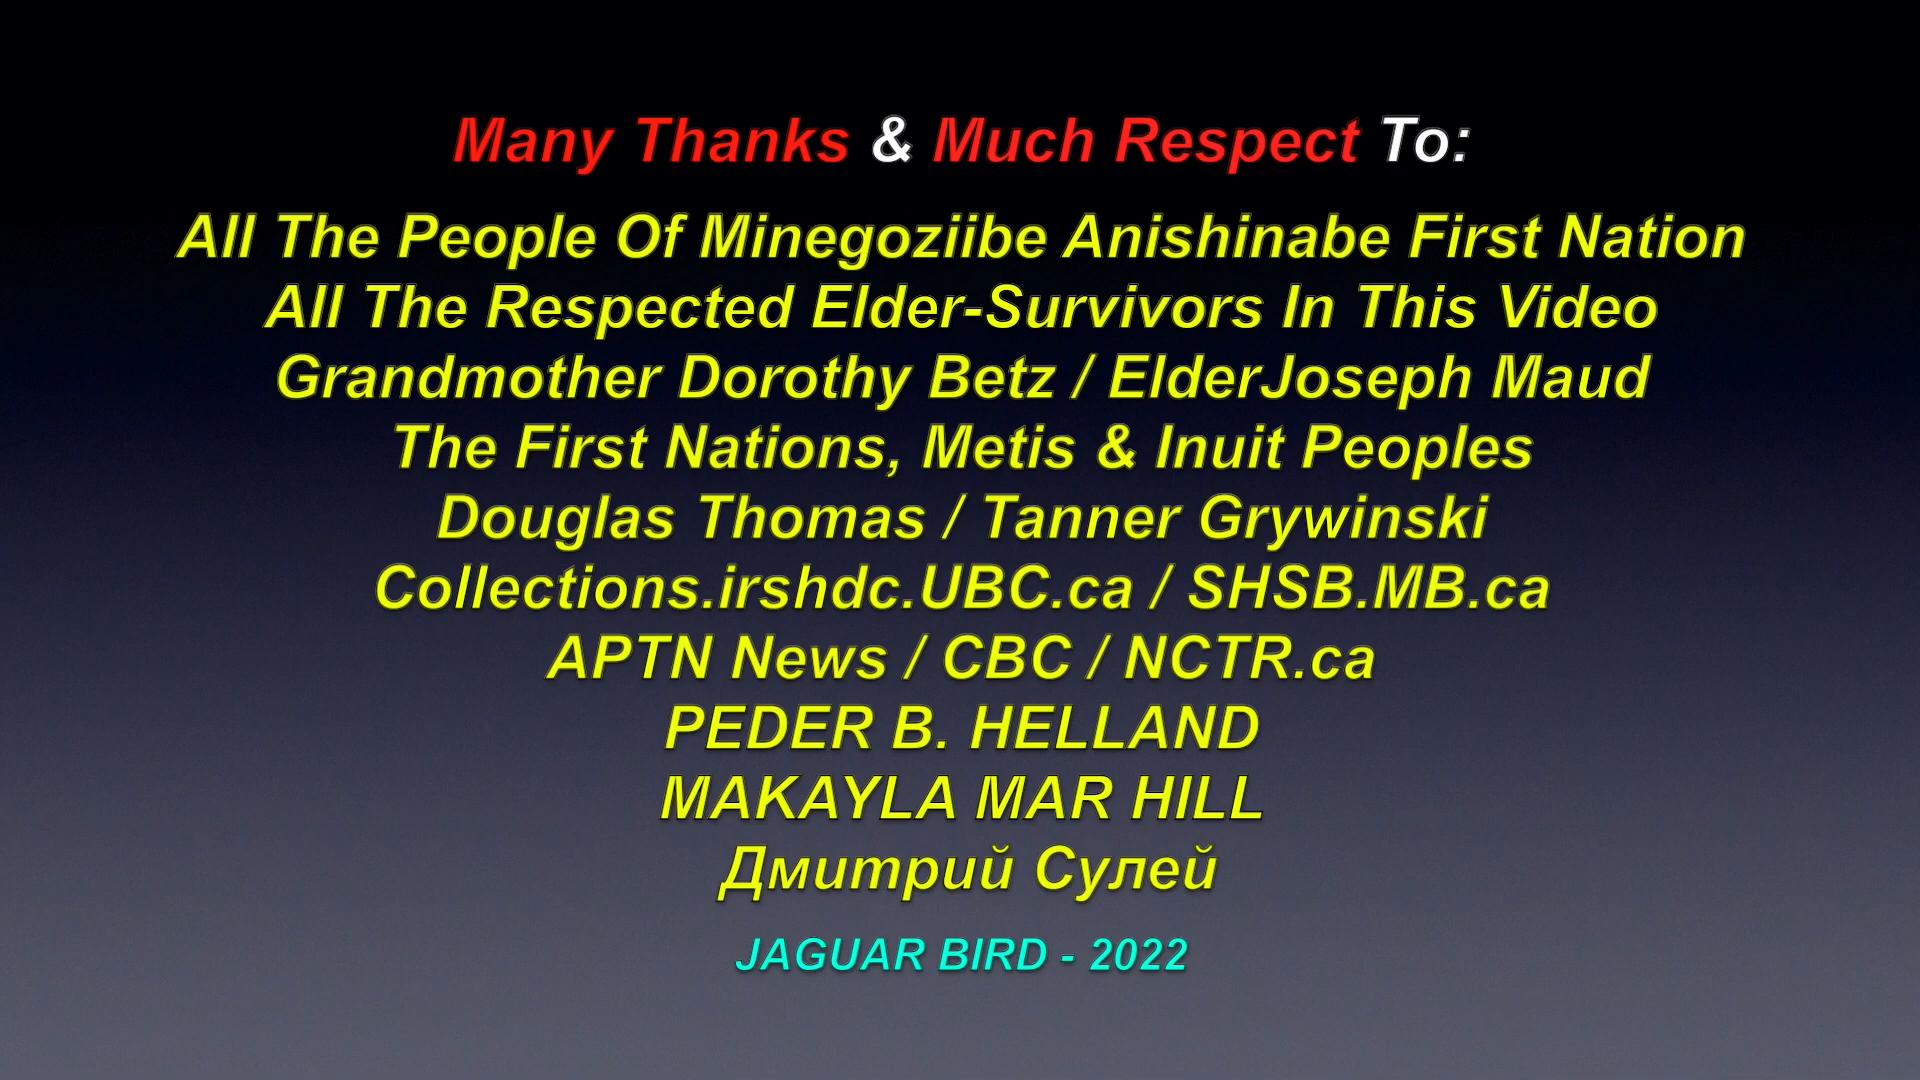 Many Thanks & Much Respect To:
All The People Of Minegoziibe Anishinabe First Nation
All The Respected Elder-Survivors In This Video
Grandmother Dorothy Betz / ElderJoseph Maud
The First Nations, Metis & Inuit Peoples
Douglas Thomas / Tanner Grywinski
Collections.irshdc.UBC.ca / SHSB.MB.ca
APTN News / CBC / NCTR.ca
PEDER B. HELLAND
MAKAYLA MAR HILL
Дмитрий Сулей
JAGUAR BIRD - 2022